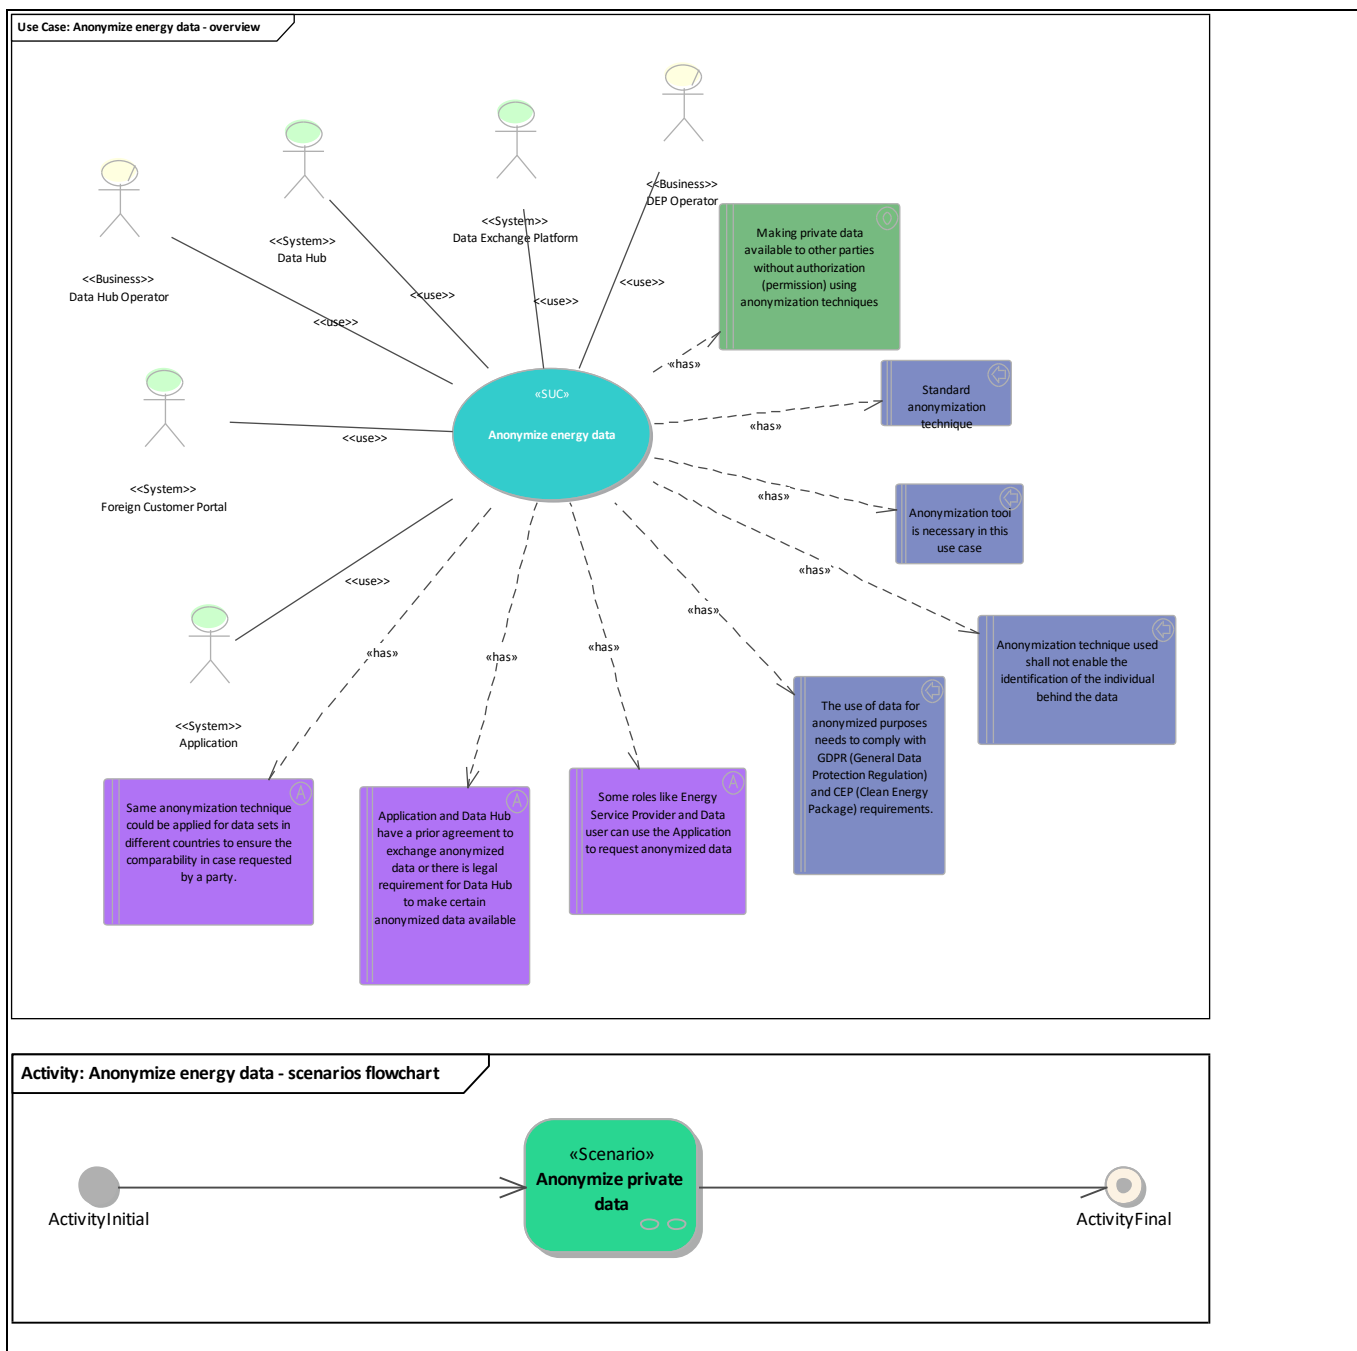 Use Case: Anonymize energy data - overview
<<Business>>
DEP Operator
<<System>>
Data Exchange Platform
<<System>>
Data Hub
<<Business>>
Data Hub Operator
Making private data
available to other parties
without authorization
(permission) using
anonymization techniques
<<use>>
<<use>>
<<use>>
<<use>>
«has»
«SUC»
Anonymize energy data
Standard
anonymization
technique
«has»
<<use>>
<<System>>
Foreign Customer Portal
«has»
Anonymization tool
is necessary in this
use case
«has»
<<use>>
«has»
Anonymization technique used
shall not enable the
identification of the individual
behind the data
«has»
«has»
«has»
<<System>>
Application
The use of data for
anonymized purposes
needs to comply with
GDPR (General Data
Protection Regulation)
and CEP (Clean Energy
Package) requirements.
A
Same anonymization technique
could be applied for data sets in
different countries to ensure the
comparability in case requested
by a party.
A
Application and Data Hub
have a prior agreement to
exchange anonymized
data or there is legal
requirement for Data Hub
to make certain
anonymized data available
A
Some roles like Energy
Service Provider and Data
user can use the Application
to request anonymized data
Activity: Anonymize energy data - scenarios flowchart
«Scenario»
Anonymize private
data
ActivityInitial
ActivityFinal